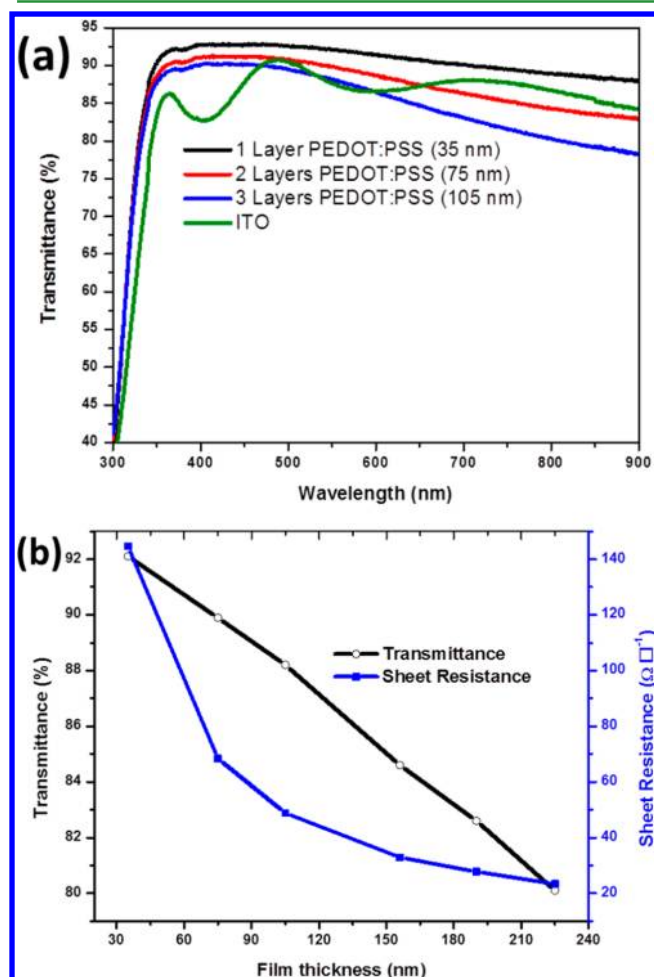 (a)
95
90
85
80
75
70
65
60
55
50
45
40
Transmittance (%)
1 Layer PEDOT:PSS (35 nm)
2 Layers PEDOT:PSS (75 nm)
3 Layers PEDOT:PSS (105 nm)
ITO
300 400 500 600 700 800 900
Wavelength (nm)
(b)
92
90
88
86
84
82
80
Transmittance (%)
Transmittance
Sheet Resistance
140
120
100
80
60
40
20
Sheet Resistance (Ω □⁻¹)
30 60 90 120 150 180 210 240
Film thickness (nm)